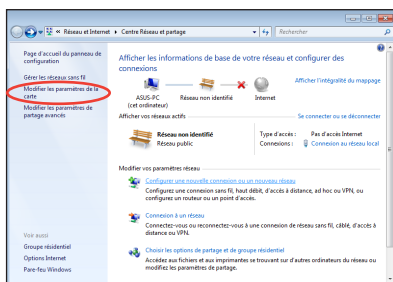 Réseau et Internet
Centre Réseau et partage
Rechercher
Page d'accueil du panneau de
configuration
Gérer les réseaux sans fil
Modifier les paramètres de la
carte
Modifier les paramètres de
partage avancés
Voir aussi
Groupe résidentiel
Options Internet
Pare-feu Windows
Afficher les informations de base de votre réseau et configurer des
connexions
Afficher l'intégralité du mappage
ASUS-PC
(cet ordinateur)
Réseau non identifié
Internet
Afficher vos réseaux actifs
Se connecter ou se déconnecter
Réseau non identifié
Réseau public
Type d'accès : Pas d'accès Internet
Connexions : Connexion au réseau local
Modifier vos paramètres réseau
Configurer une nouvelle connexion ou un nouveau réseau
Configurez une connexion sans fil, haut débit, d'accès à distance, ad hoc ou VPN, ou
configurez un routeur ou un point d'accès.
Connexion à un réseau
Connectez-vous ou reconnectez-vous à une connexion de réseau sans fil, câblé, d'accès à
distance ou VPN.
Choisir les options de partage et de groupe résidentiel
Accédez aux fichiers et aux imprimantes se trouvant sur d'autres ordinateurs du réseau ou
modifiez les paramètres de partage.